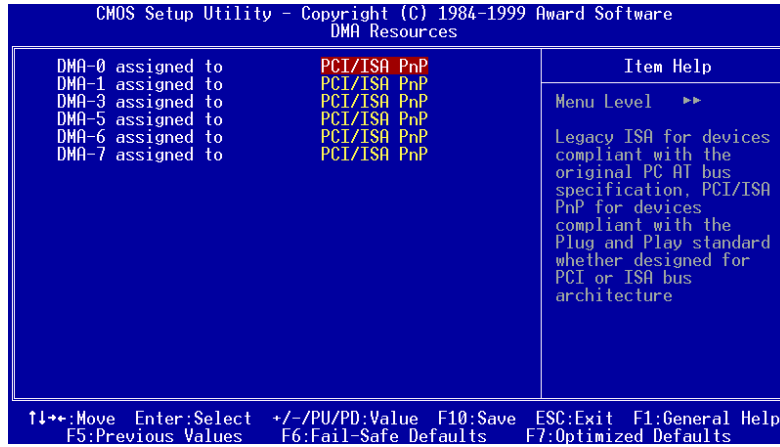 CMOS Setup Utility – Copyright (C) 1984-1999 Award Software
DMA Resources
DMA-0 assigned to PCI/ISA PnP
DMA-1 assigned to PCI/ISA PnP
DMA-3 assigned to PCI/ISA PnP
DMA-5 assigned to PCI/ISA PnP
DMA-6 assigned to PCI/ISA PnP
DMA-7 assigned to PCI/ISA PnP
Item Help
Menu Level ▸▸
Legacy ISA for devices
compliant with the
original PC AT bus
specification, PCI/ISA
PnP for devices
compliant with the
Plug and Play standard
whether designed for
PCI or ISA bus
architecture
↑↓→←:Move Enter:Select +/-/PU/PD:Value F10:Save ESC:Exit F1:General Help
F5:Previous Values F6:Fail-Safe Defaults F7:Optimized Defaults